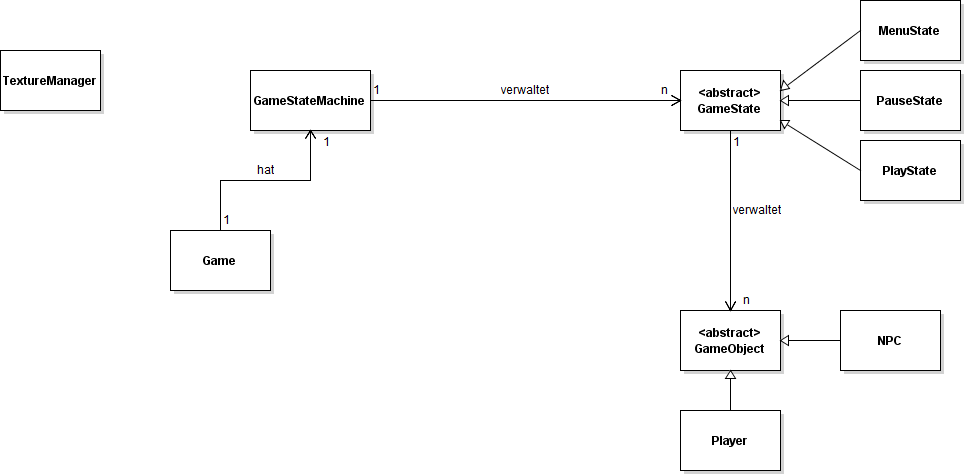 MenuState
TextureManager
GameStateMachine
1
verwaltet
n
<abstract>
GameState
PauseState
1
1
PlayState
hat
verwaltet
1
Game
n
<abstract>
GameObject
NPC
Player